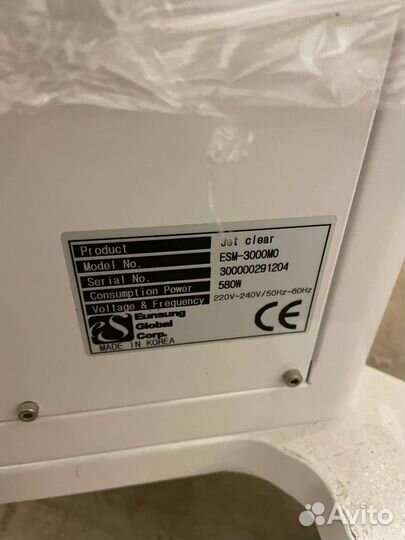 Product Jet clear
Model No. ESM-3000MO
Serial No. 300000291204
Consumption Power 580W
Voltage & Frequency 220V~240V/50Hz~60Hz
eS Eunsung
Global
Corp.
MADE IN KOREA
CE
Avito